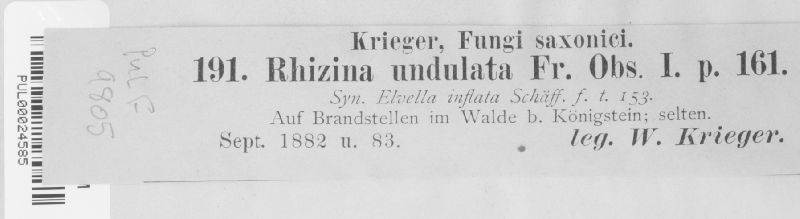 Krieger, Fungi saxonici.
191. Rhizina undulata Fr. Obs. I. p. 161.
Syn. Elvella inflata Schäff. f. t. 153.
Auf Brandstellen im Walde b. Königstein; selten.
Sept. 1882 u. 83. leg. W. Krieger.
PUL F
9805
PUL00024585